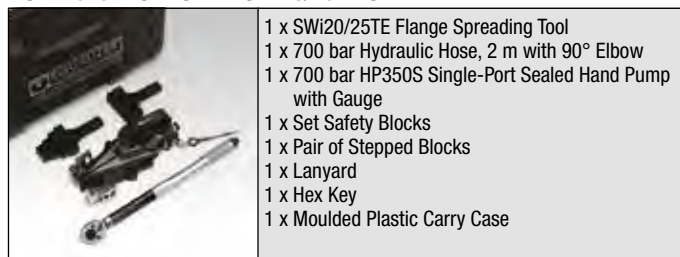 1 x SWi20/25TE Flange Spreading Tool
1 x 700 bar Hydraulic Hose, 2 m with 90° Elbow
1 x 700 bar HP350S Single-Port Sealed Hand Pump
with Gauge
1 x Set Safety Blocks
1 x Pair of Stepped Blocks
1 x Lanyard
1 x Hex Key
1 x Moulded Plastic Carry Case